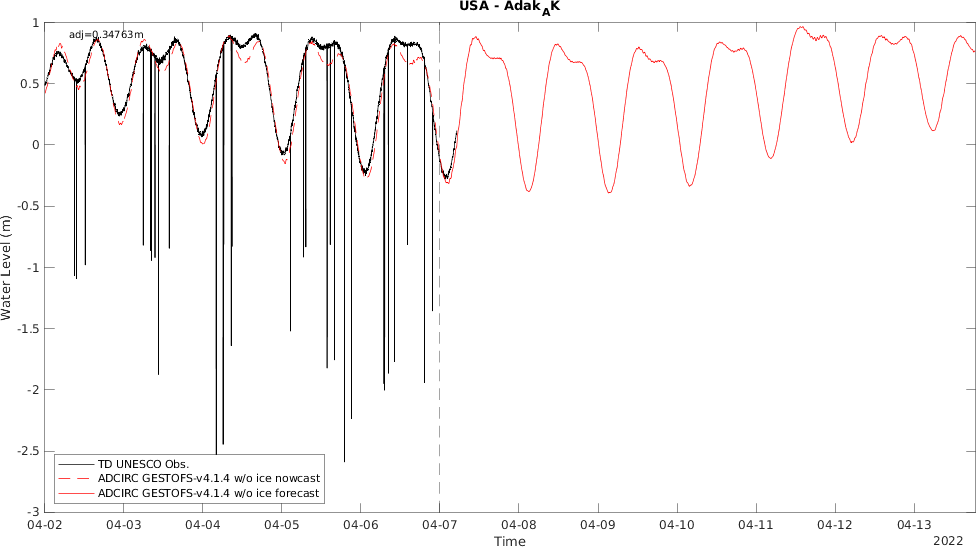 USA - AdakAK
adj=0.34763m
1
0.5
0
-0.5
-1
-1.5
-2
-2.5
-3
Water Level (m)
TD UNESCO Obs.
ADCIRC GESTOFS-v4.1.4 w/o ice nowcast
ADCIRC GESTOFS-v4.1.4 w/o ice forecast
04-02 04-03 04-04 04-05 04-06 04-07 04-08 04-09 04-10 04-11 04-12 04-13
Time
2022